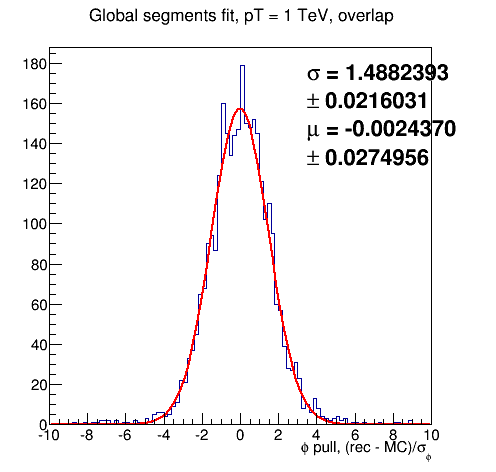 Global segments fit, pT = 1 TeV, overlap
σ = 1.4882393
± 0.0216031
μ = -0.0024370
± 0.0274956
180
160
140
120
100
80
60
40
20
0
-10 -8 -6 -4 -2 0 2 4 6 8 10
ϕ pull, (rec - MC)/σ_ϕ